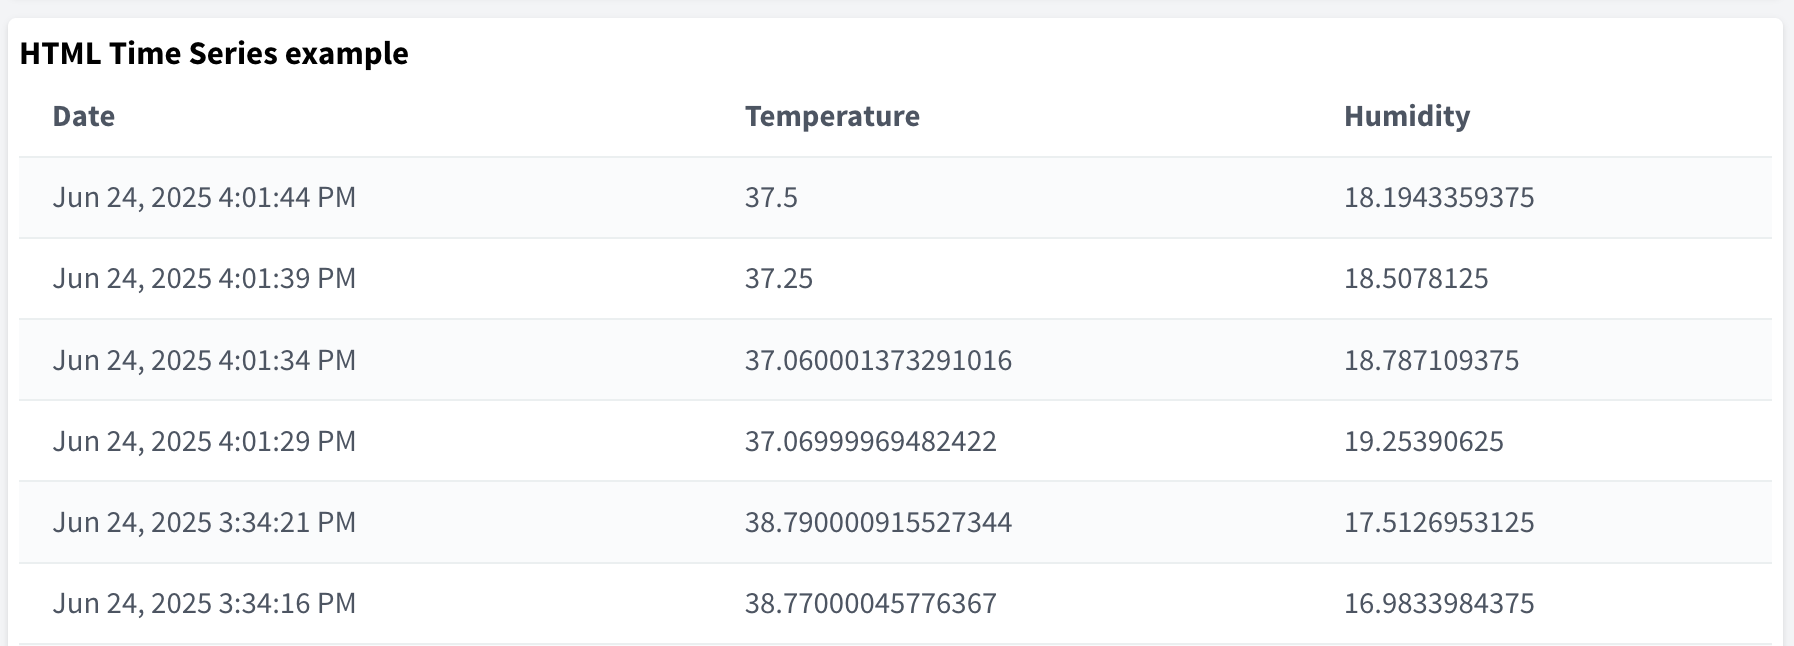 HTML Time Series example
Date Temperature Humidity
Jun 24, 2025 4:01:44 PM 37.5 18.1943359375
Jun 24, 2025 4:01:39 PM 37.25 18.5078125
Jun 24, 2025 4:01:34 PM 37.060001373291016 18.787109375
Jun 24, 2025 4:01:29 PM 37.06999969482422 19.25390625
Jun 24, 2025 3:34:21 PM 38.790000915527344 17.5126953125
Jun 24, 2025 3:34:16 PM 38.77000045776367 16.9833984375